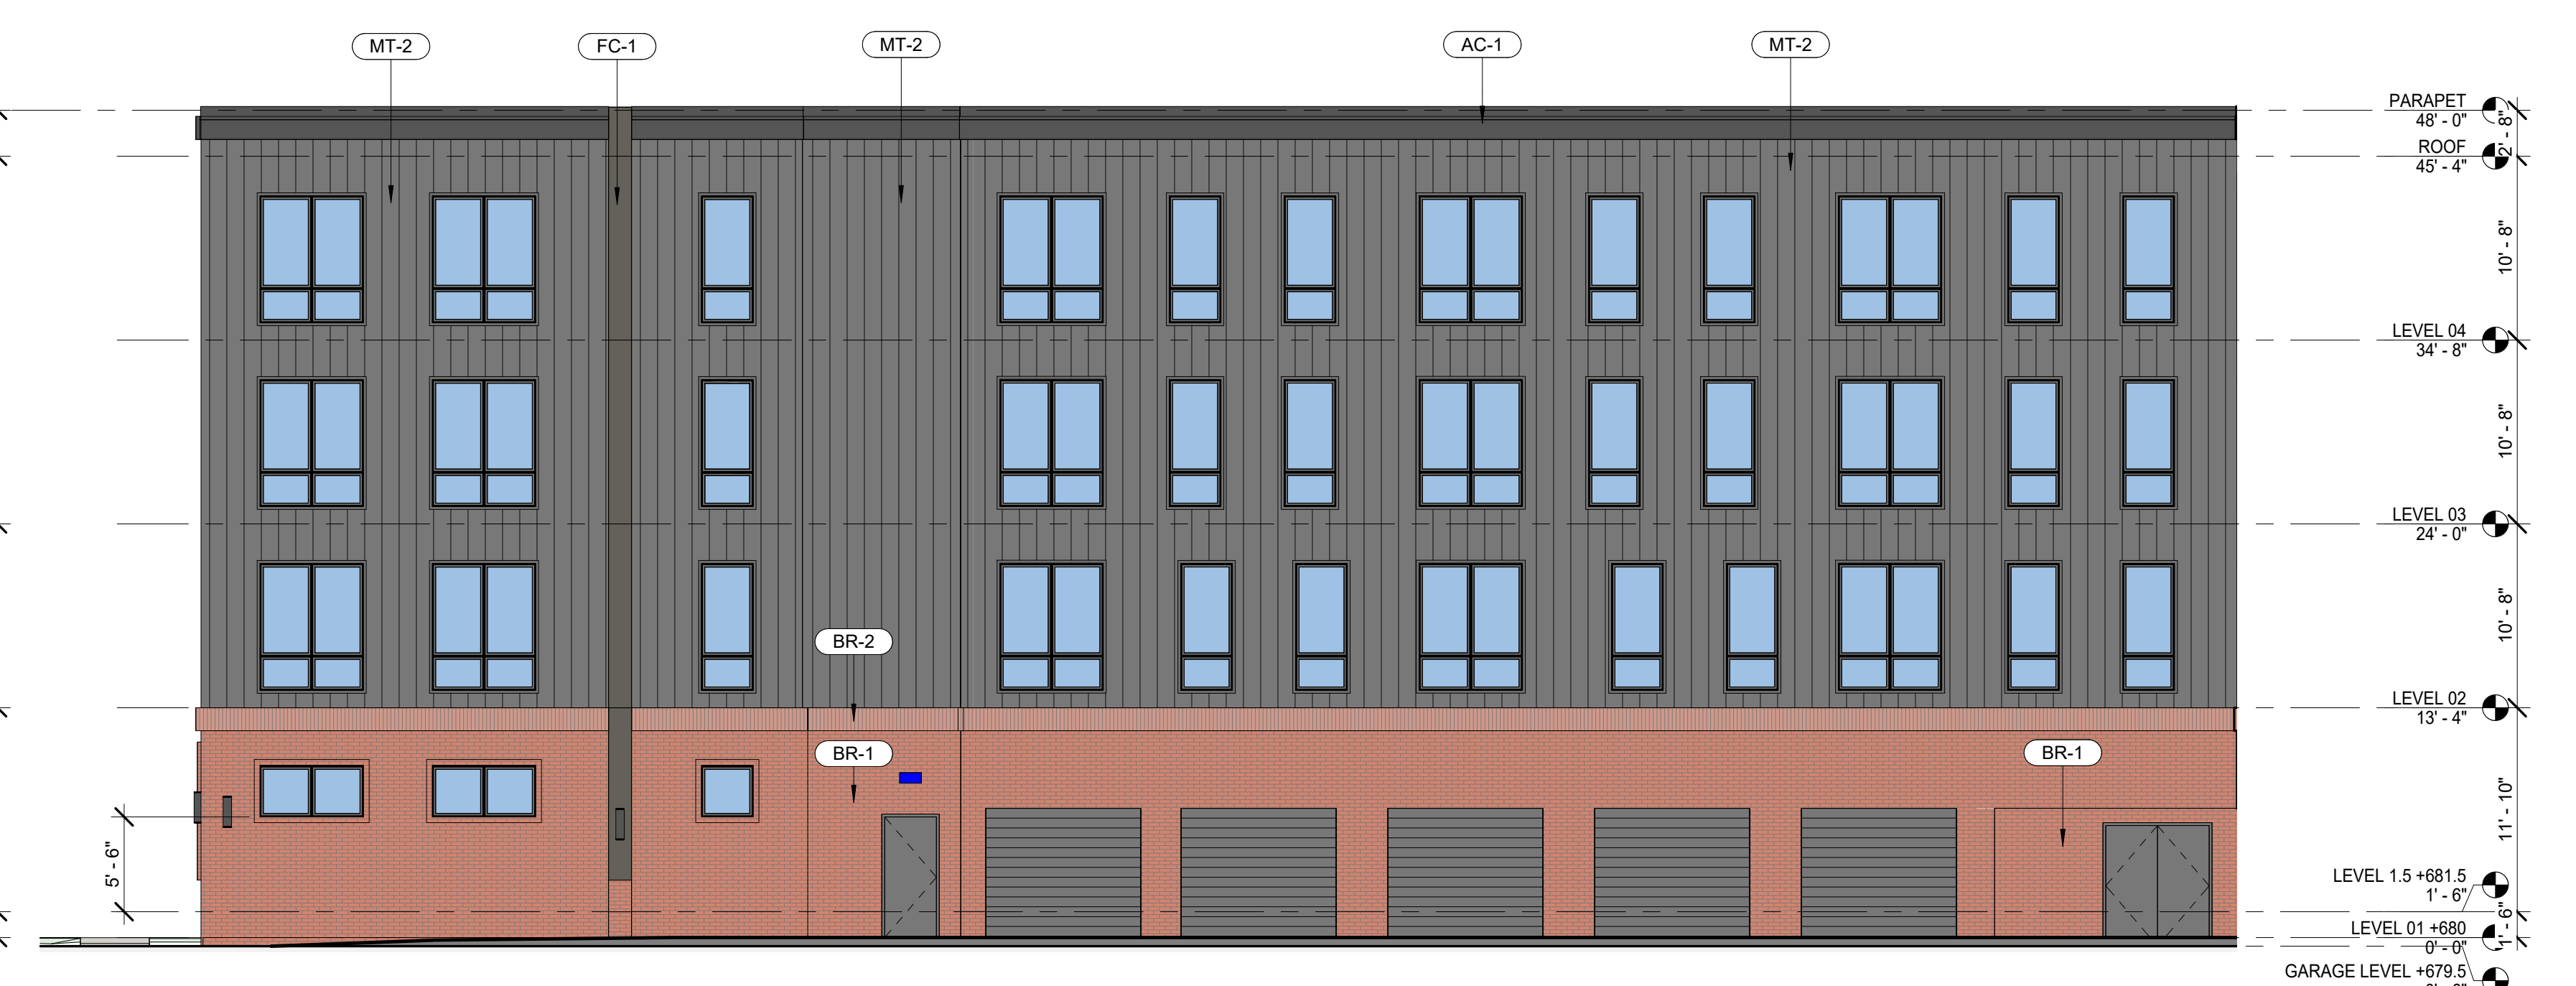 MT-2
FC-1
MT-2
AC-1
MT-2
PARAPET
48' - 0"
2' - 8"
ROOF
45' - 4"
10' - 8"
LEVEL 04
34' - 8"
10' - 8"
LEVEL 03
24' - 0"
10' - 8"
BR-2
LEVEL 02
13' - 4"
BR-1
BR-1
11' - 10"
5' - 6"
LEVEL 1.5 +681.5
1' - 6"
1' - 6"
LEVEL 01 +680
0' - 0"
GARAGE LEVEL +679.5